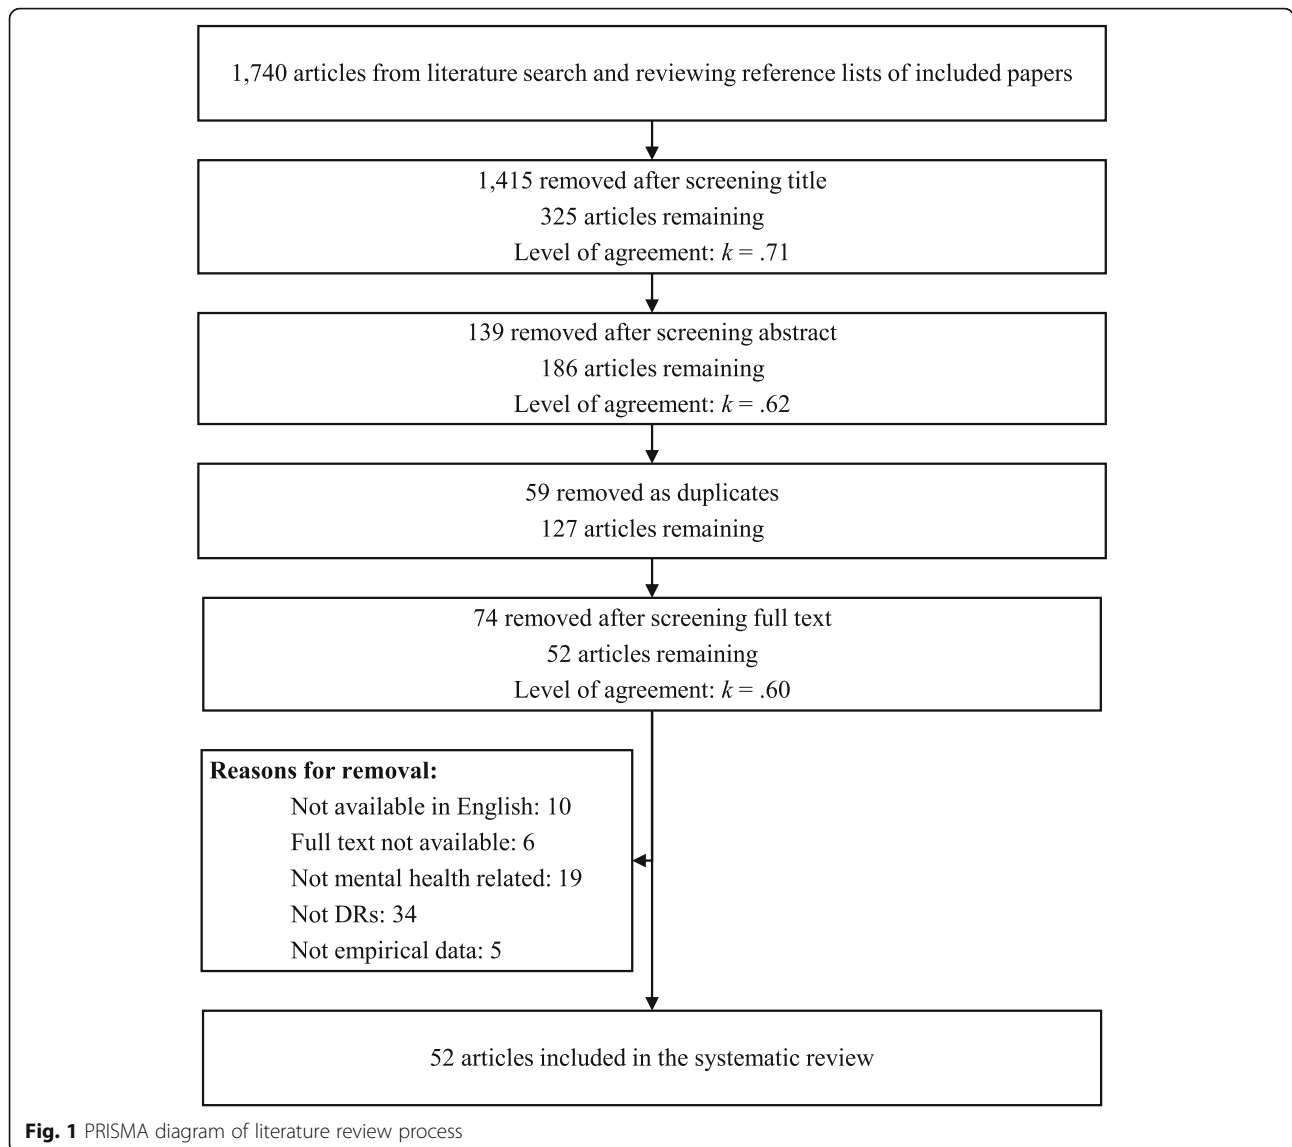 1,740 articles from literature search and reviewing reference lists of included papers
1,415 removed after screening title
325 articles remaining
Level of agreement: k = .71
139 removed after screening abstract
186 articles remaining
Level of agreement: k = .62
59 removed as duplicates
127 articles remaining
74 removed after screening full text
52 articles remaining
Level of agreement: k = .60
Reasons for removal:
Not available in English: 10
Full text not available: 6
Not mental health related: 19
Not DRs: 34
Not empirical data: 5
52 articles included in the systematic review
Fig. 1 PRISMA diagram of literature review process